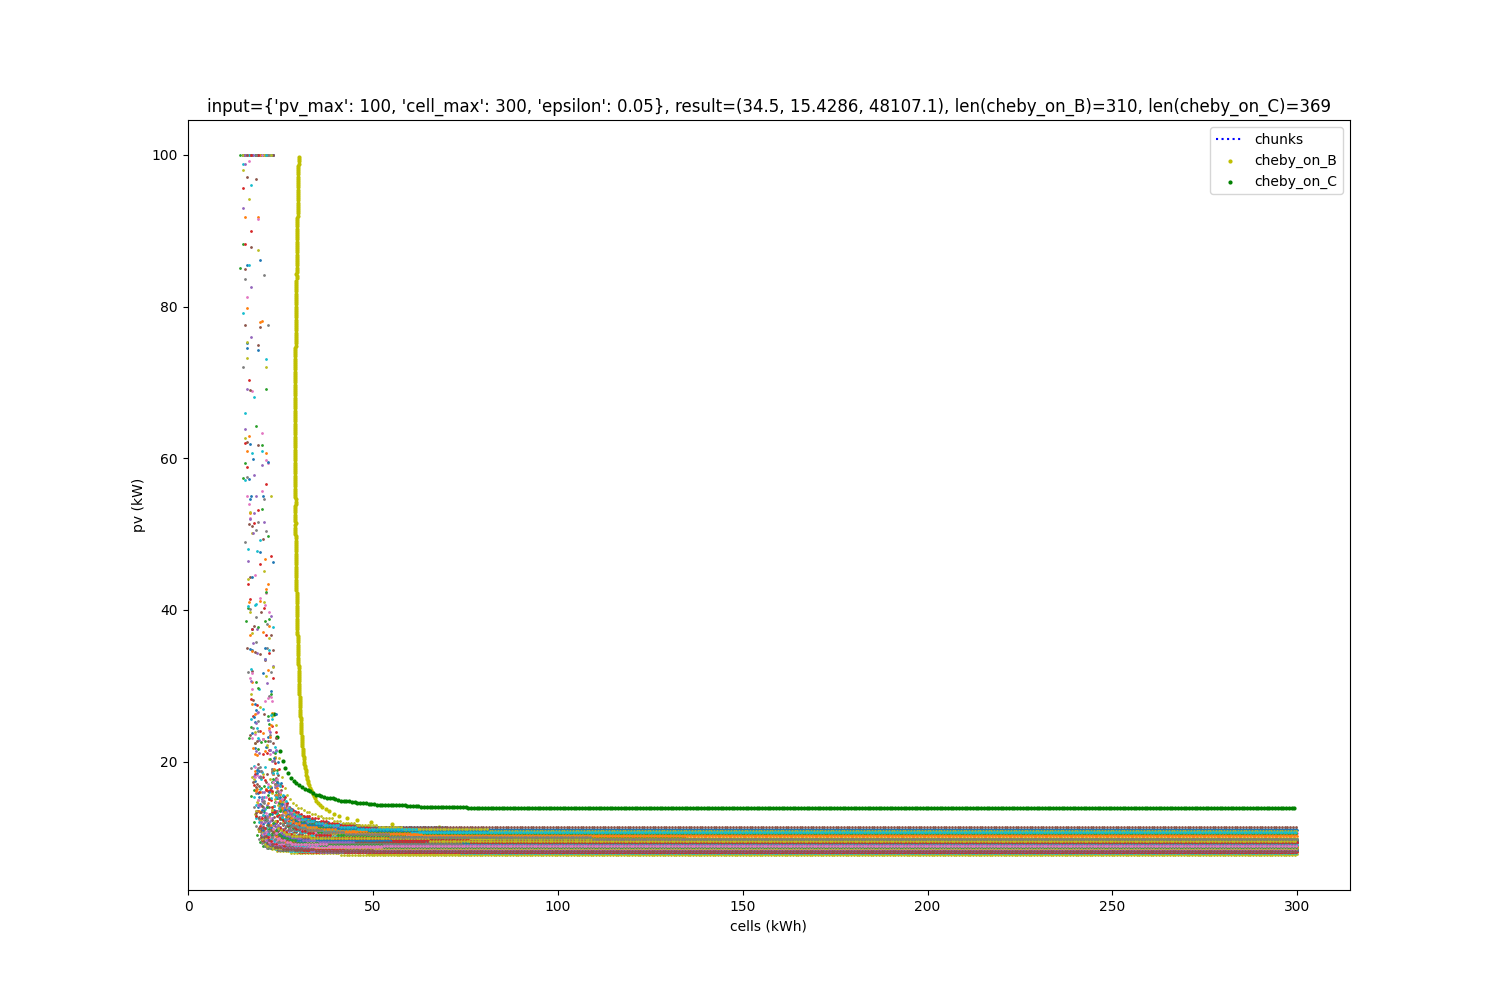 input={'pv_max': 100, 'cell_max': 300, 'epsilon': 0.05}, result=(34.5, 15.4286, 48107.1), len(cheby_on_B)=310, len(cheby_on_C)=369
chunks
cheby_on_B
cheby_on_C
100
80
60
40
20
pv (kW)
0 50 100 150 200 250 300
cells (kWh)